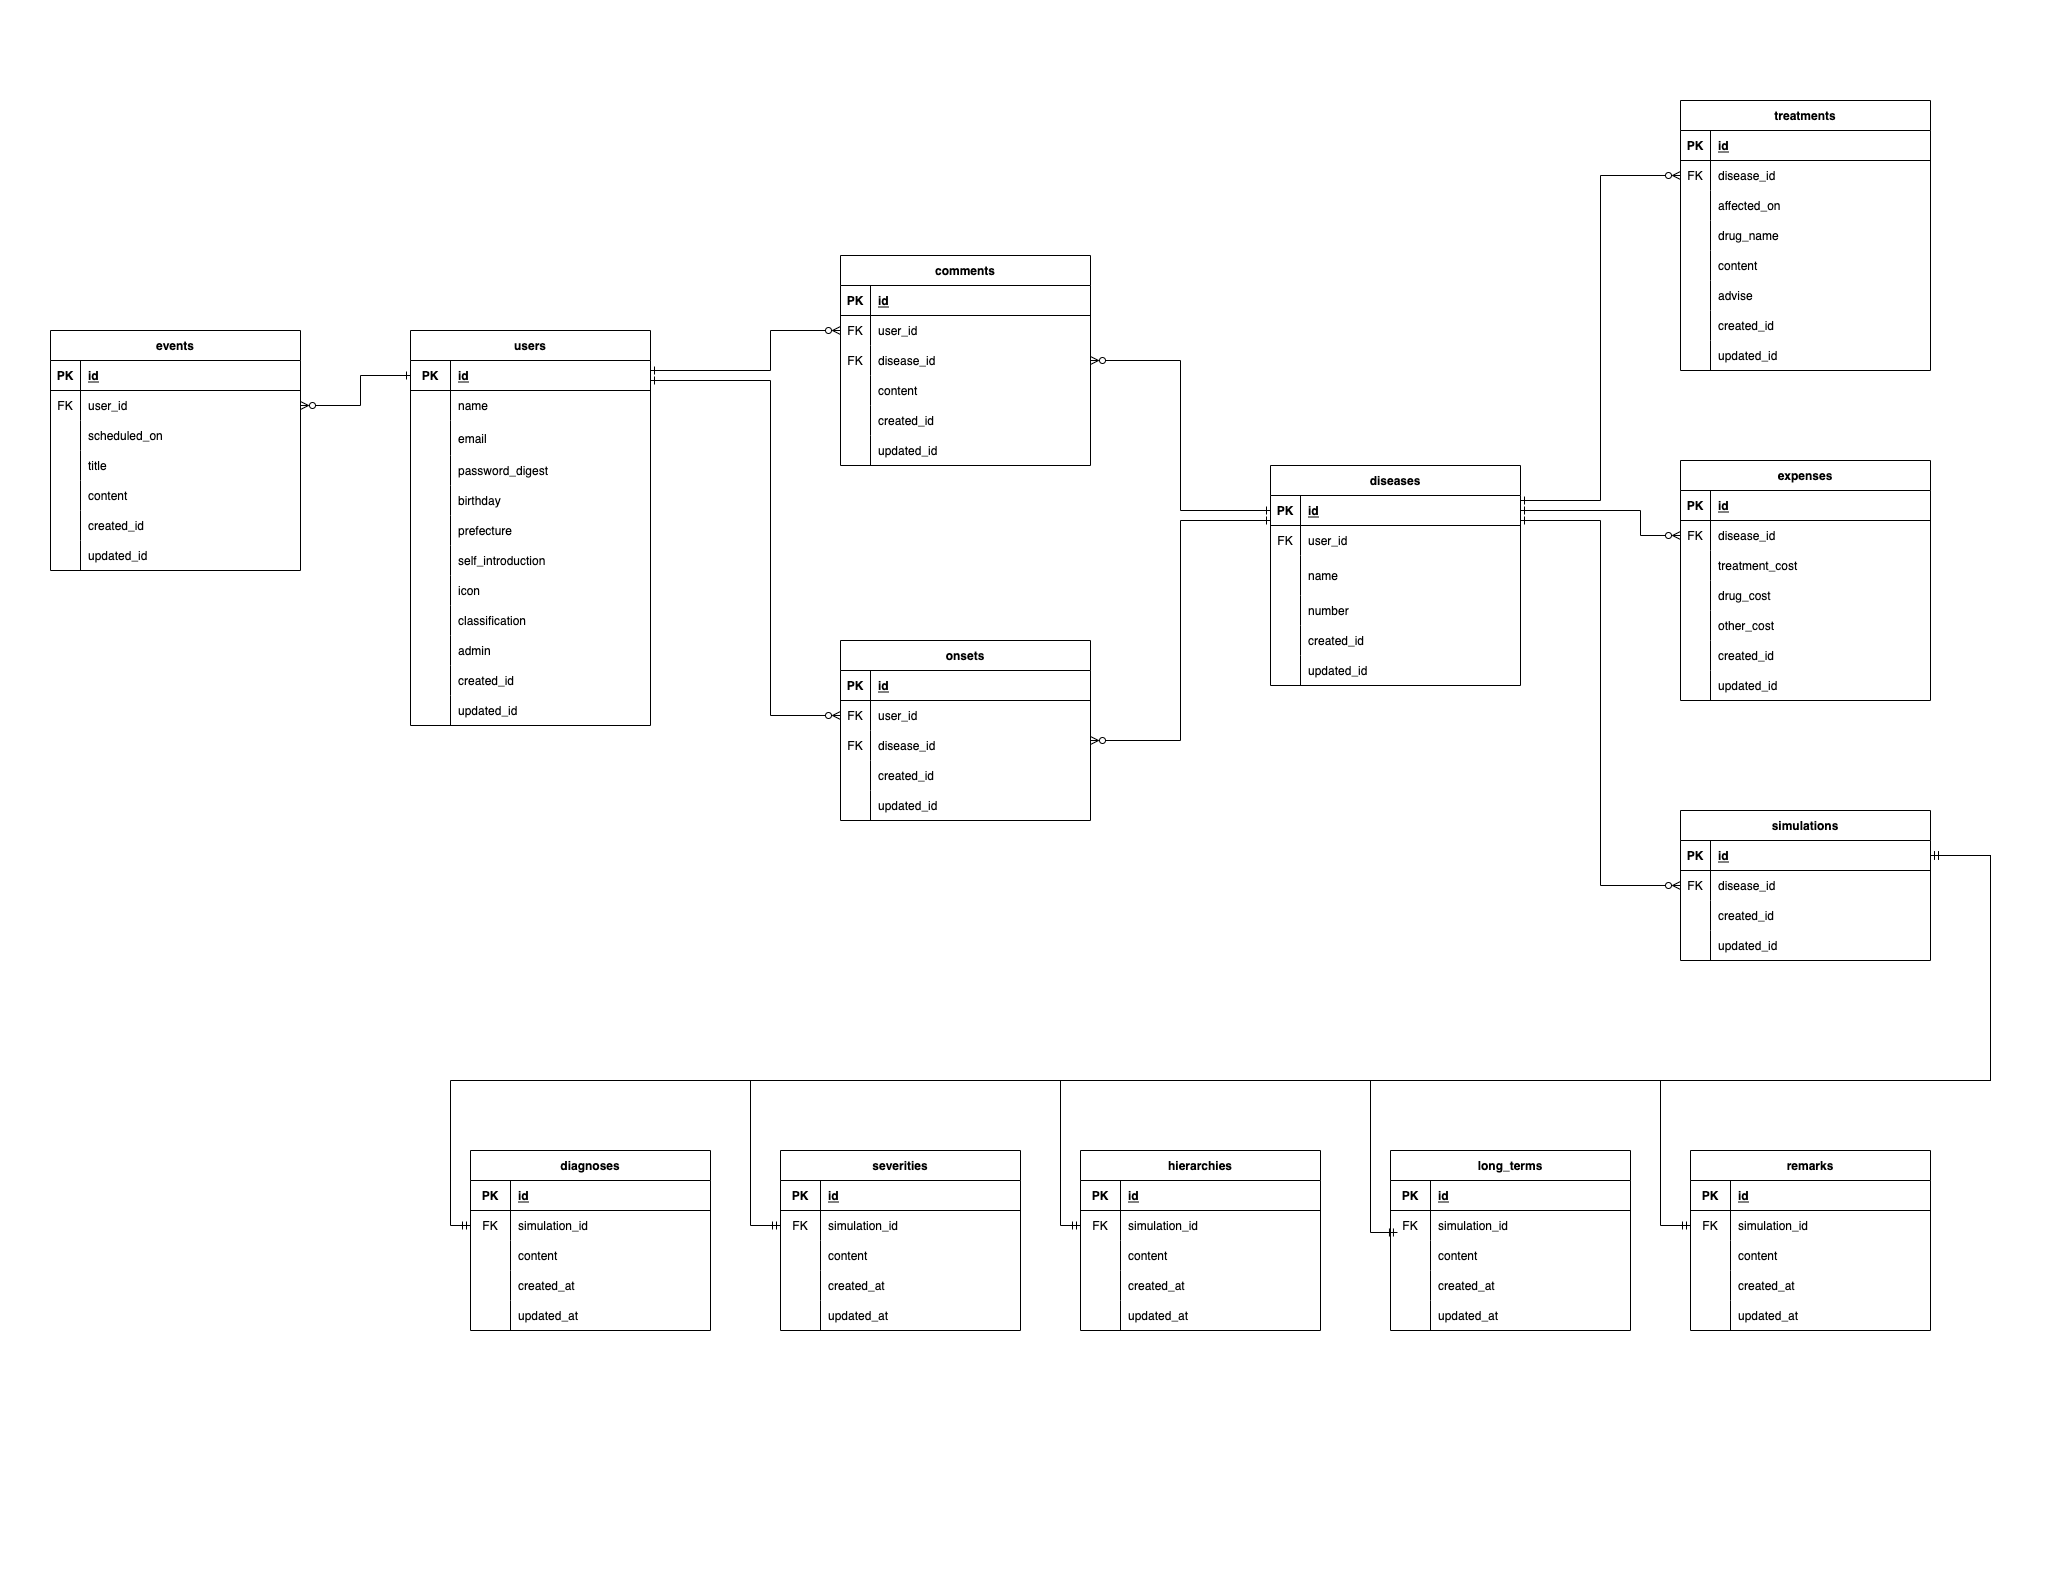 treatments
PK id
FK disease_id
affected_on
drug_name
content
advise
created_id
updated_id
comments
PK id
FK user_id
FK disease_id
content
created_id
updated_id
events
PK id
FK user_id
scheduled_on
title
content
created_id
updated_id
users
PK id
name
email
password_digest
birthday
prefecture
self_introduction
icon
classification
admin
created_id
updated_id
diseases
PK id
FK user_id
name
number
created_id
updated_id
expenses
PK id
FK disease_id
treatment_cost
drug_cost
other_cost
created_id
updated_id
onsets
PK id
FK user_id
FK disease_id
created_id
updated_id
simulations
PK id
FK disease_id
created_id
updated_id
diagnoses
PK id
FK simulation_id
content
created_at
updated_at
severities
PK id
FK simulation_id
content
created_at
updated_at
hierarchies
PK id
FK simulation_id
content
created_at
updated_at
long_terms
PK id
FK simulation_id
content
created_at
updated_at
remarks
PK id
FK simulation_id
content
created_at
updated_at